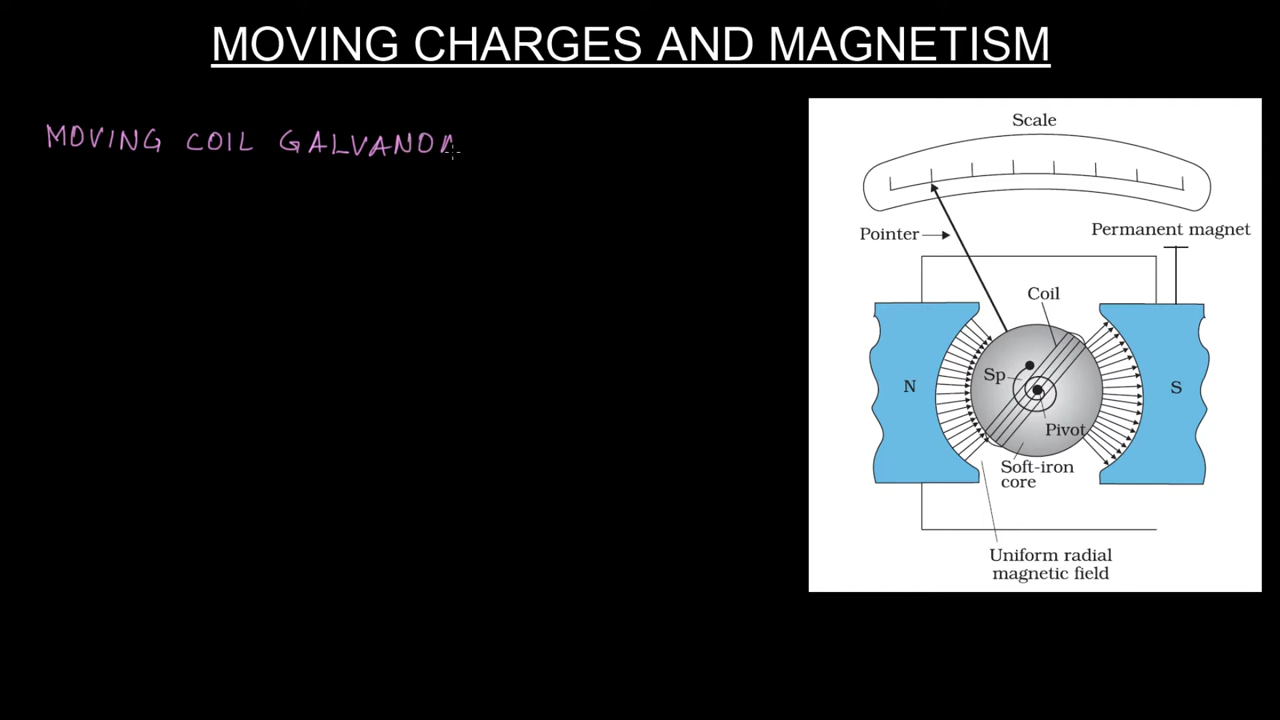 MOVING CHARGES AND MAGNETISM
MOVING COIL GALVANO
Scale
Pointer
Permanent magnet
Coil
N
Sp
S
Pivot
Soft-iron
core
Uniform radial
magnetic field